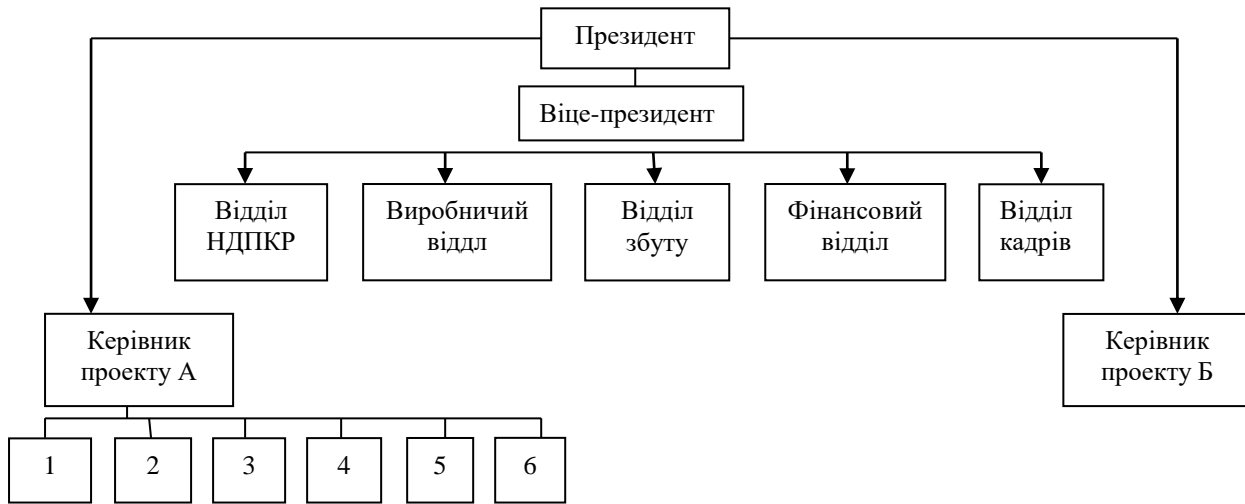 Президент
Віце-президент
Відділ
НДПКР
Виробничий
віддл
Відділ
збуту
Фінансовий
відділ
Відділ
кадрів
Керівник
проекту А
Керівник
проекту Б
1
2
3
4
5
6